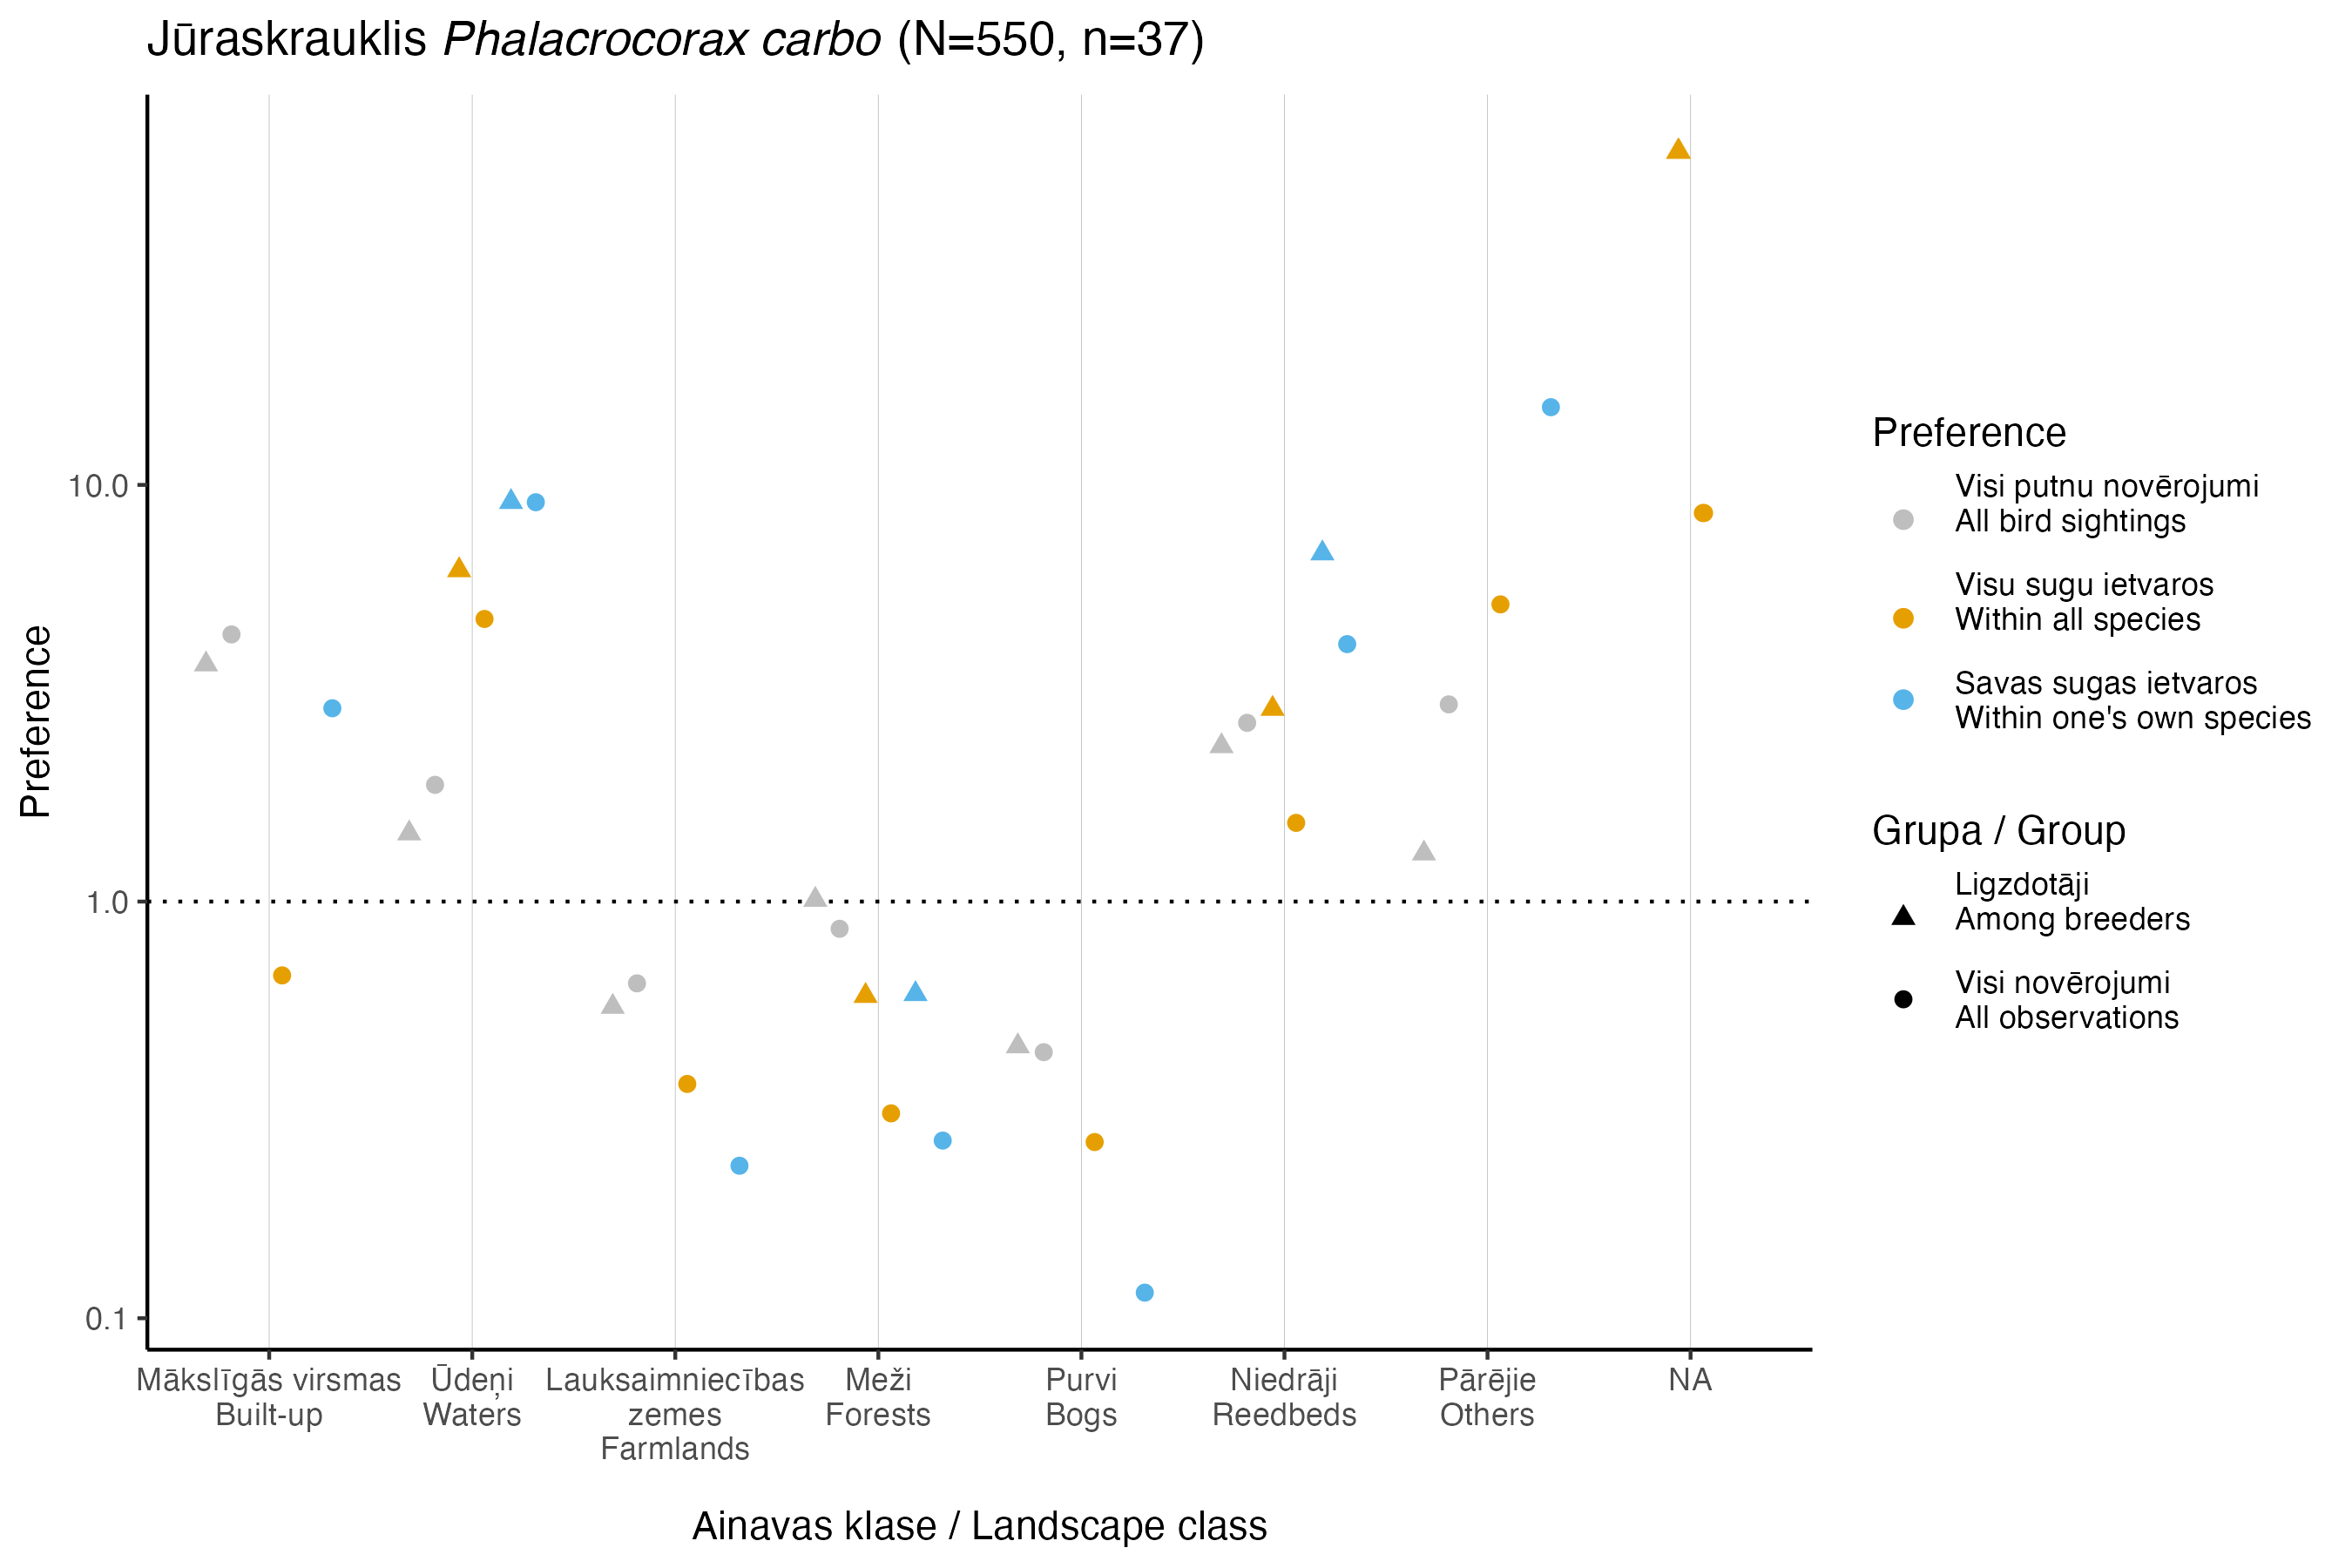 Jūraskrauklis Phalacrocorax carbo (N=550, n=37)
Preference
10.0
1.0
0.1
Mākslīgās virsmas
Built-up
Ūdeņi
Waters
Lauksaimniecības
zemes
Farmlands
Meži
Forests
Purvi
Bogs
Niedrāji
Reedbeds
Pārējie
Others
NA
Ainavas klase / Landscape class
Preference
Visi putnu novērojumi
All bird sightings
Visu sugu ietvaros
Within all species
Savas sugas ietvaros
Within one's own species
Grupa / Group
Ligzdotāji
Among breeders
Visi novērojumi
All observations